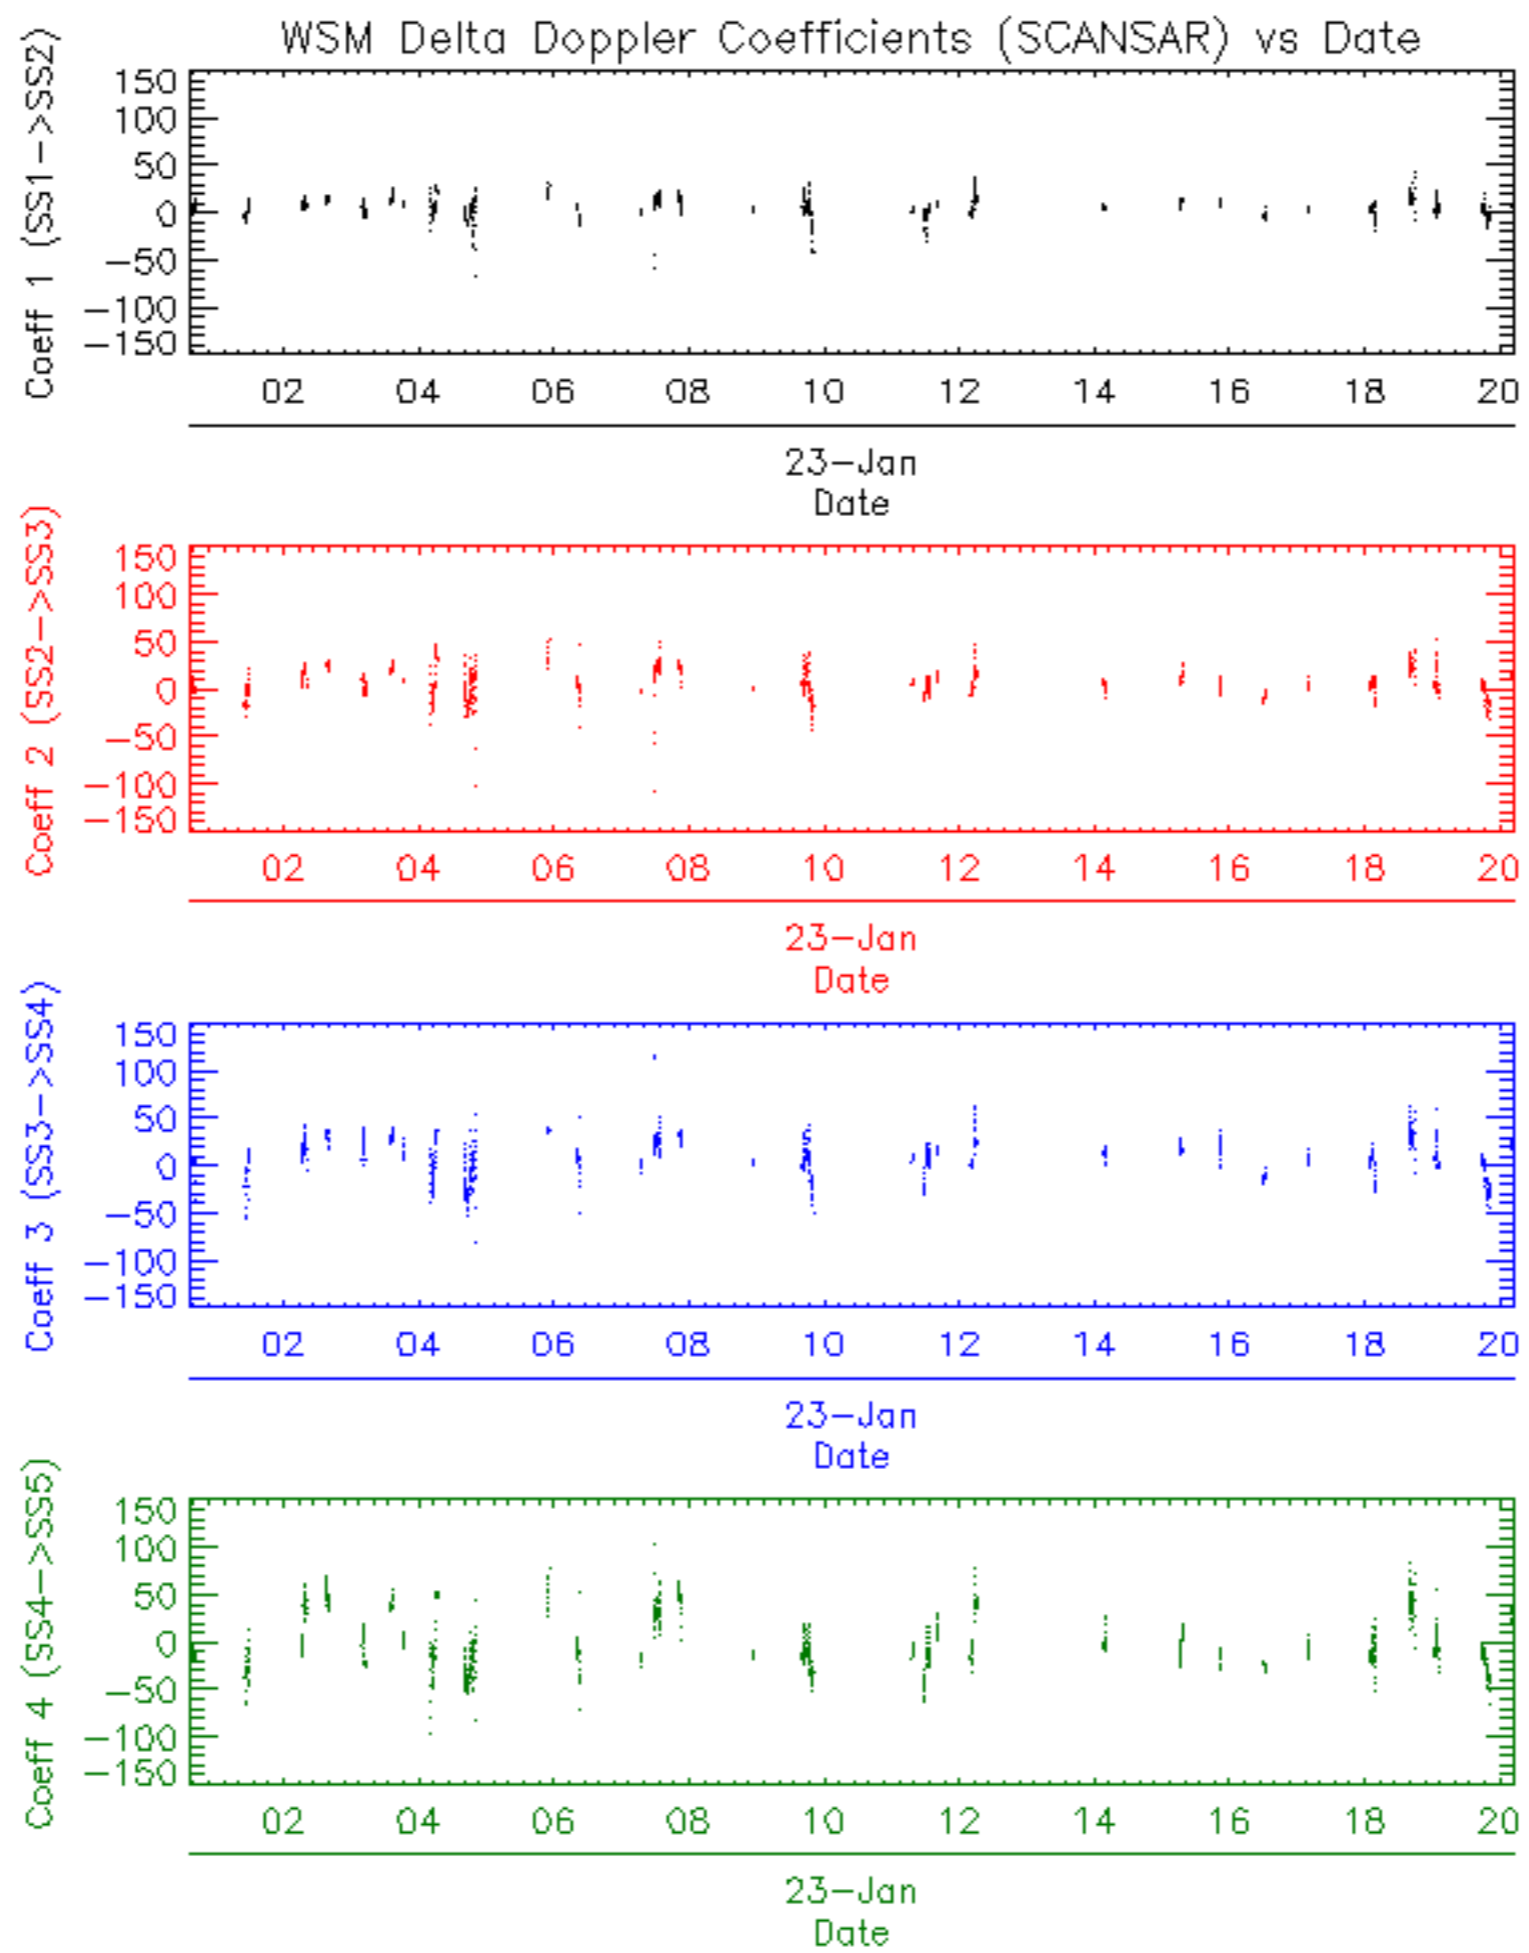 WSM Delta Doppler Coefficients (SCANSAR) vs Date
Coeff 1 (SS1->SS2)
150
100
50
0
-50
-100
-150
02 04 06 08 10 12 14 16 18 20
23-Jan
Date
Coeff 2 (SS2->SS3)
150
100
50
0
-50
-100
-150
02 04 06 08 10 12 14 16 18 20
23-Jan
Date
Coeff 3 (SS3->SS4)
150
100
50
0
-50
-100
-150
02 04 06 08 10 12 14 16 18 20
23-Jan
Date
Coeff 4 (SS4->SS5)
150
100
50
0
-50
-100
-150
02 04 06 08 10 12 14 16 18 20
23-Jan
Date